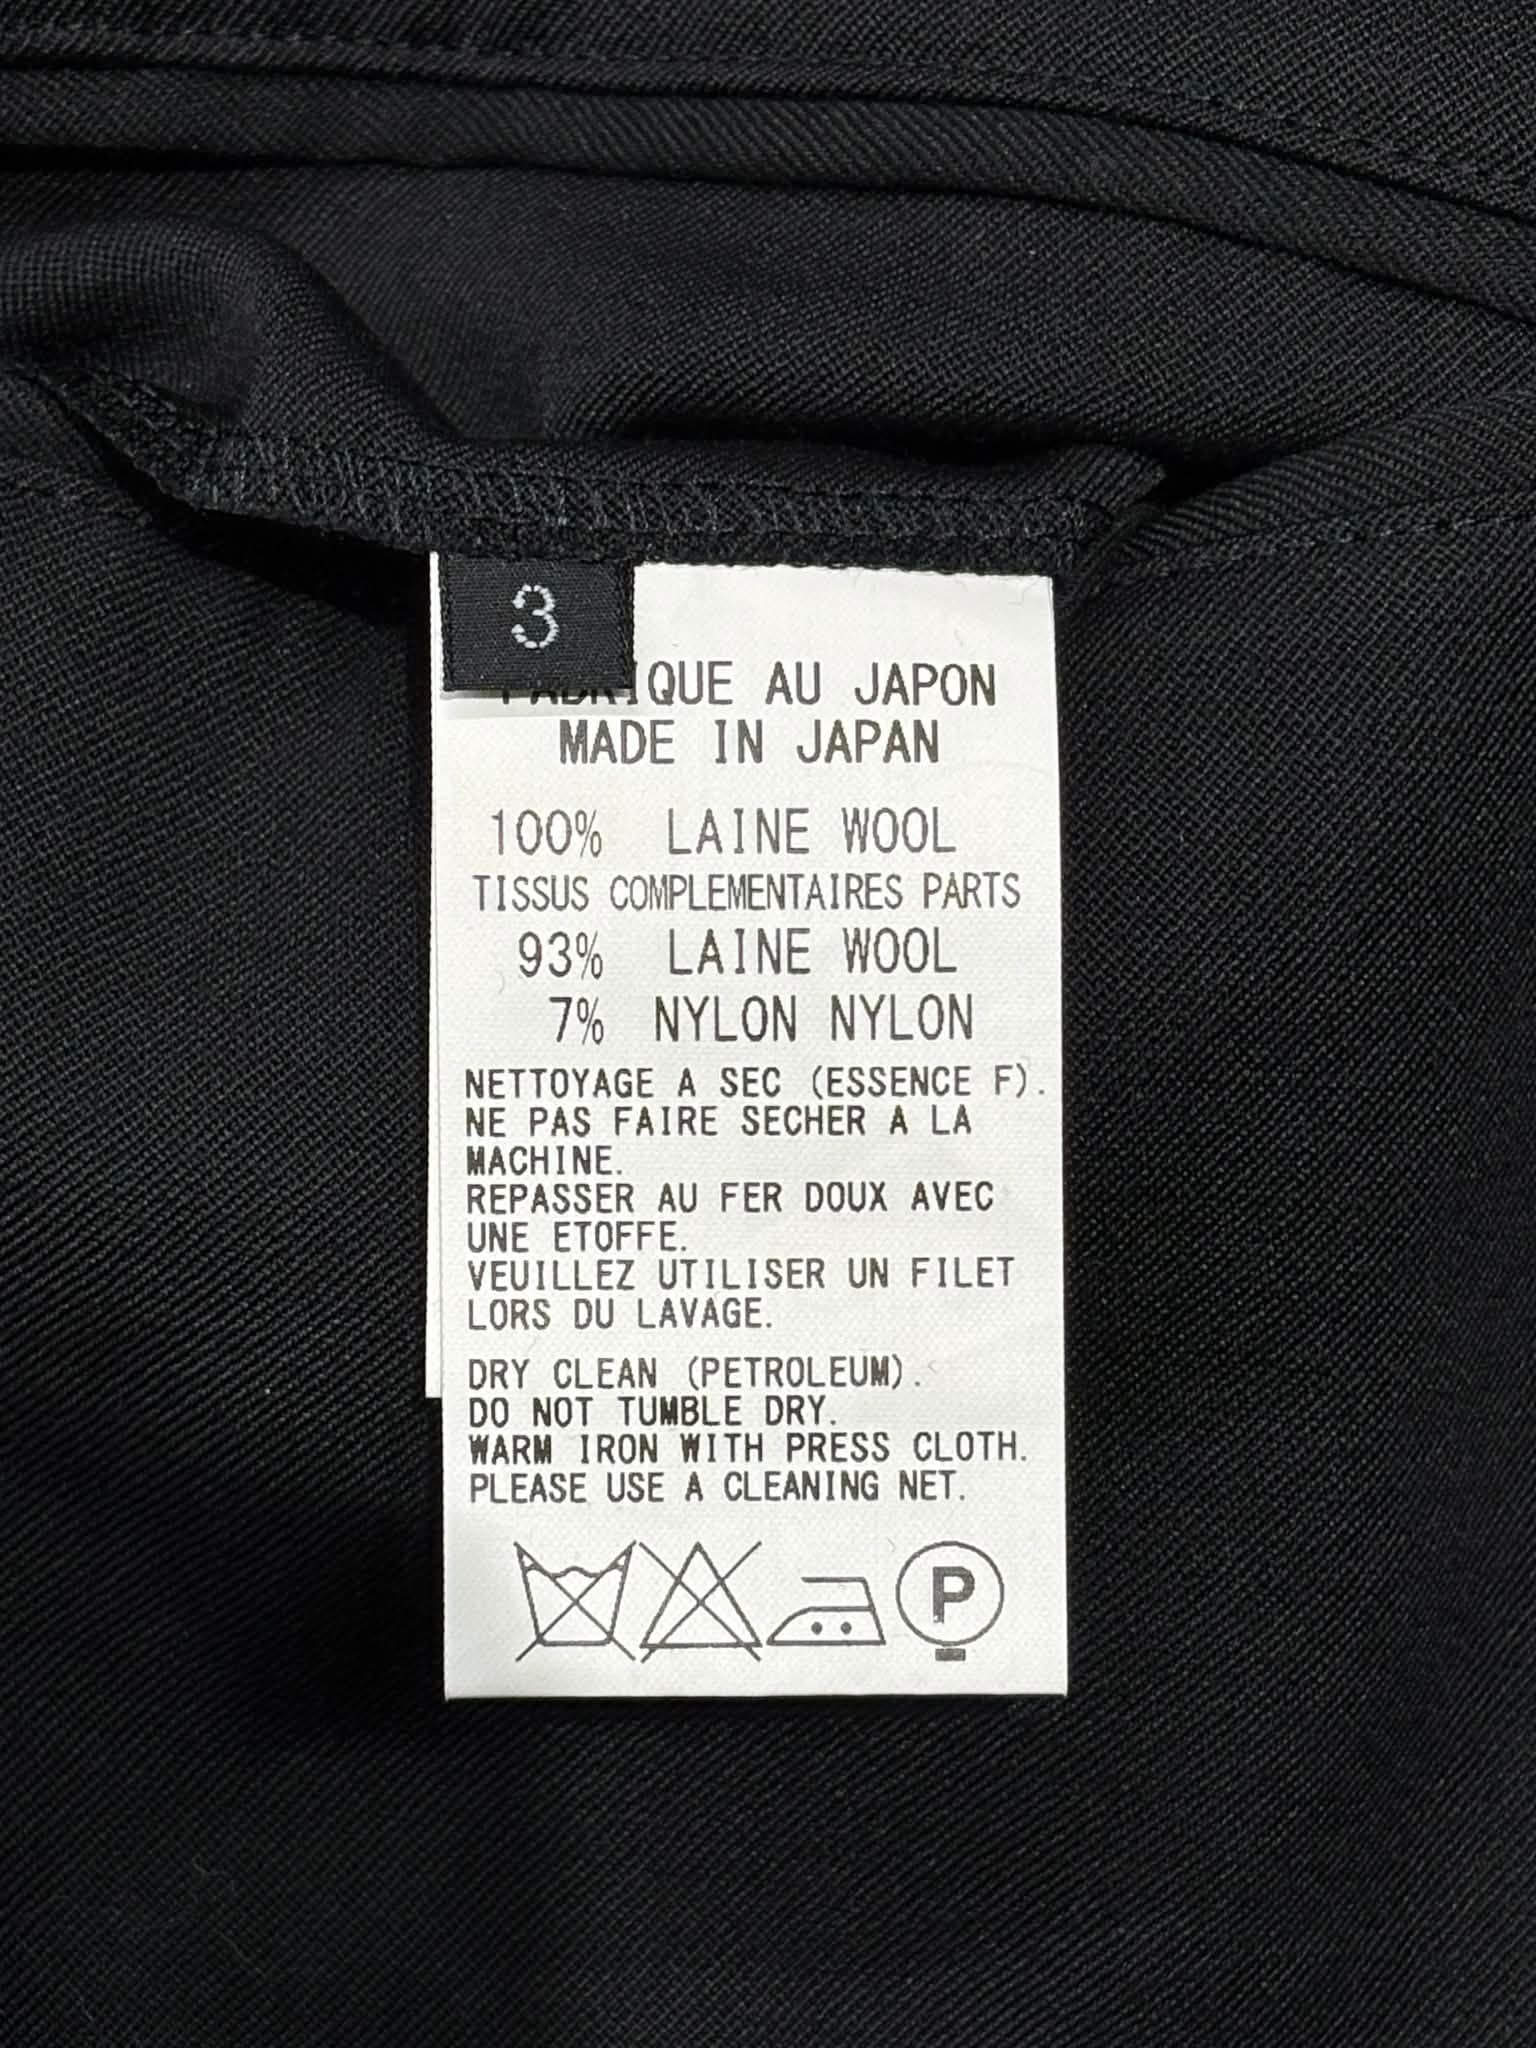 3
FABRIQUE AU JAPON
MADE IN JAPAN
100% LAINE WOOL
TISSUS COMPLEMENTAIRES PARTS
93% LAINE WOOL
7% NYLON NYLON
NETTOYAGE A SEC (ESSENCE F).
NE PAS FAIRE SECHER A LA
MACHINE.
REPASSER AU FER DOUX AVEC
UNE ETOFFE.
VEUILLEZ UTILISER UN FILET
LORS DU LAVAGE.
DRY CLEAN (PETROLEUM).
DO NOT TUMBLE DRY.
WARM IRON WITH PRESS CLOTH.
PLEASE USE A CLEANING NET.
P